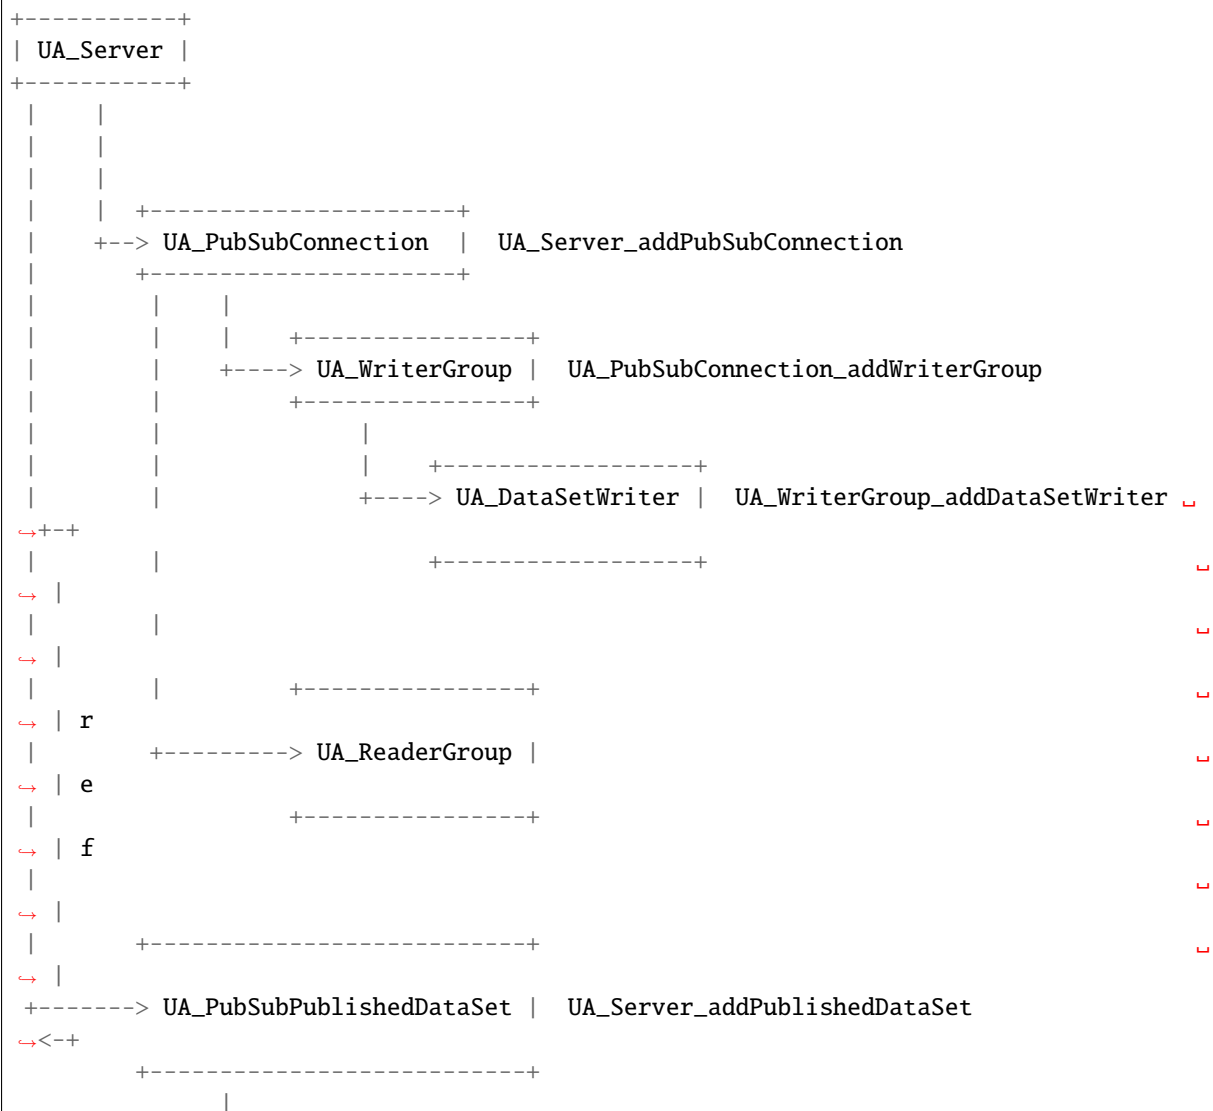 +-----------+
| UA_Server |
+-----------+
 |    |
 |    |
 |    |
 |    |  +----------------------+
 |    +--> UA_PubSubConnection  |  UA_Server_addPubSubConnection
 |       +----------------------+
 |        |    |
 |        |    |    +----------------+
 |        |    +----> UA_WriterGroup |  UA_PubSubConnection_addWriterGroup
 |        |         +----------------+
 |        |              |
 |        |              |    +------------------+
 |        |              +----> UA_DataSetWriter |  UA_WriterGroup_addDataSetWriter ␣
↪+-+
 |        |                   +------------------+                                   ␣
↪ |
 |        |                                                                          ␣
↪ |
 |        |         +----------------+                                               ␣
↪ | r
 |        +---------> UA_ReaderGroup |                                               ␣
↪ | e
 |                  +----------------+                                               ␣
↪ | f
 |                                                                                   ␣
↪ |
 |       +---------------------------+                                               ␣
↪ |
 +-------> UA_PubSubPublishedDataSet |  UA_Server_addPublishedDataSet
↪<-+
         +---------------------------+
               |